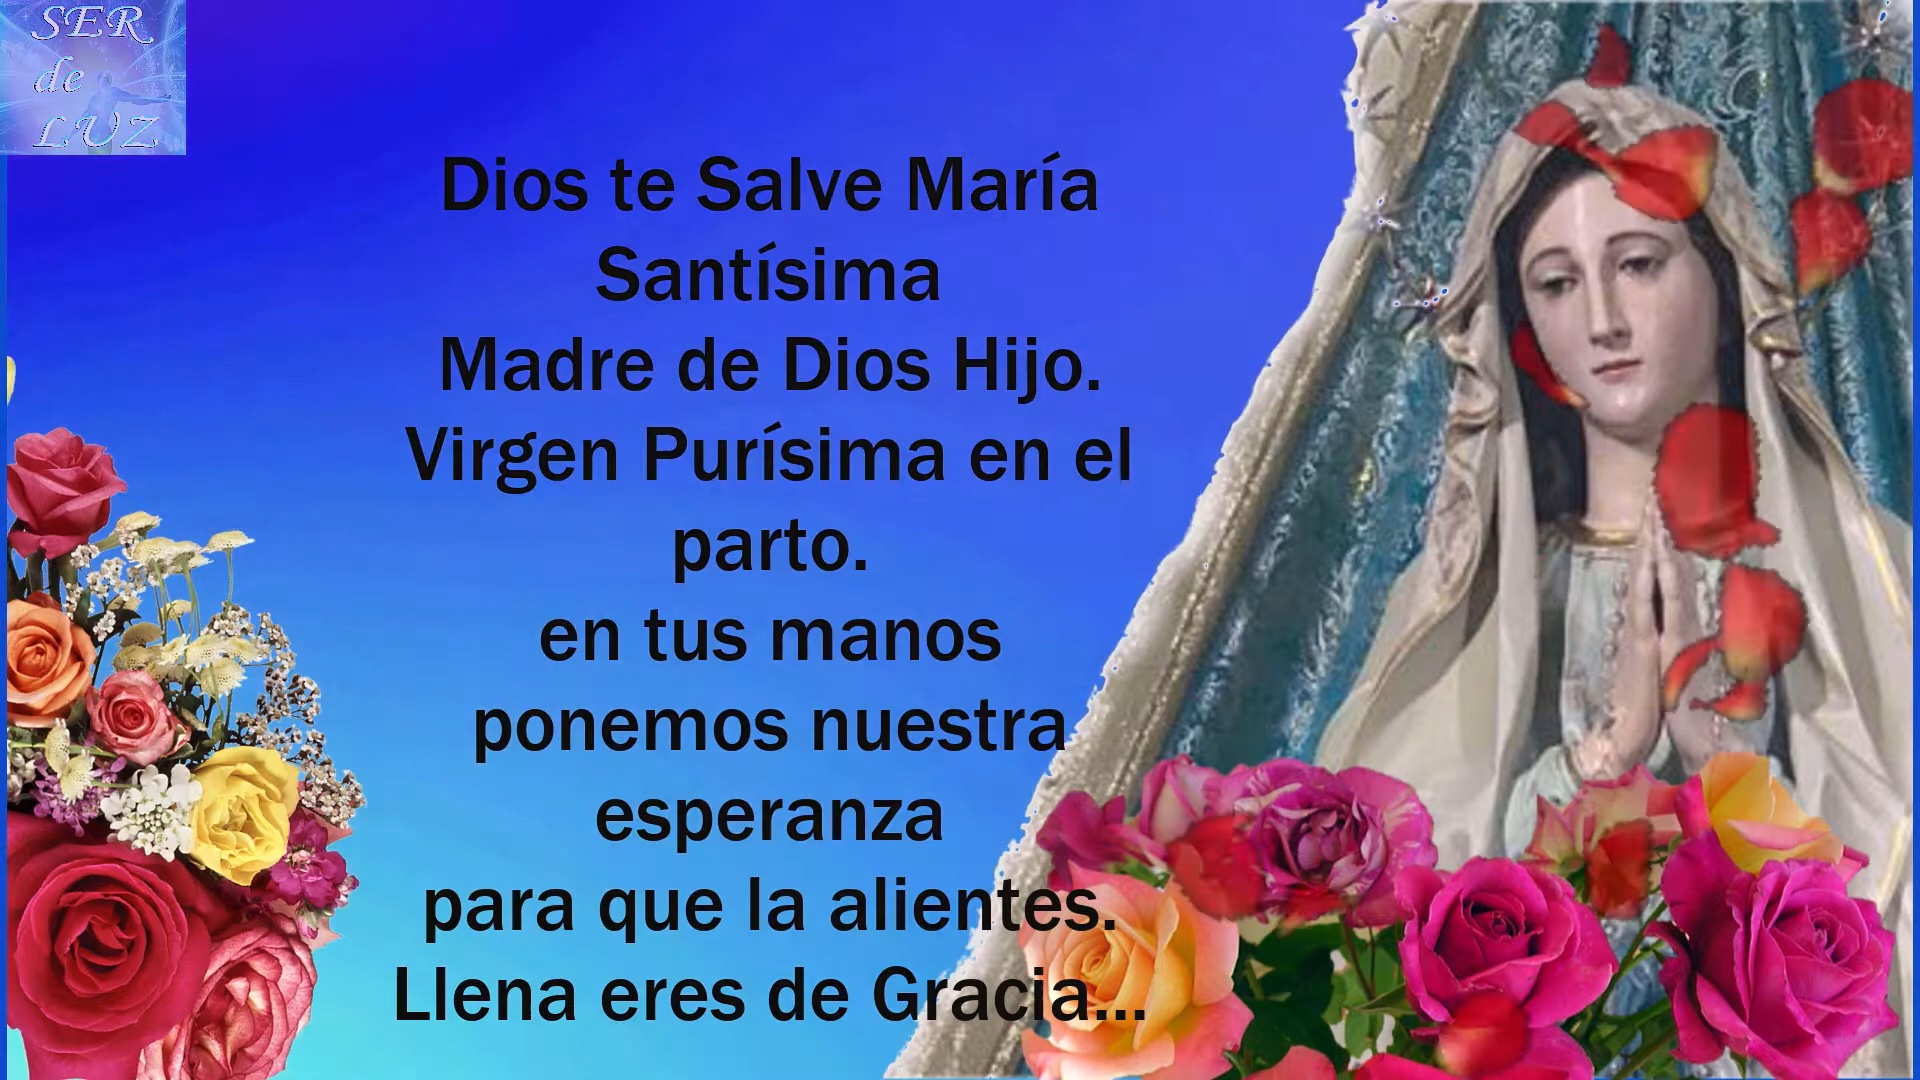 SER
de
LUZ
Dios te Salve María
Santísima
Madre de Dios Hijo.
Virgen Purísima en el
parto.
en tus manos
ponemos nuestra
esperanza
para que la alientes.
Llena eres de Gracia...